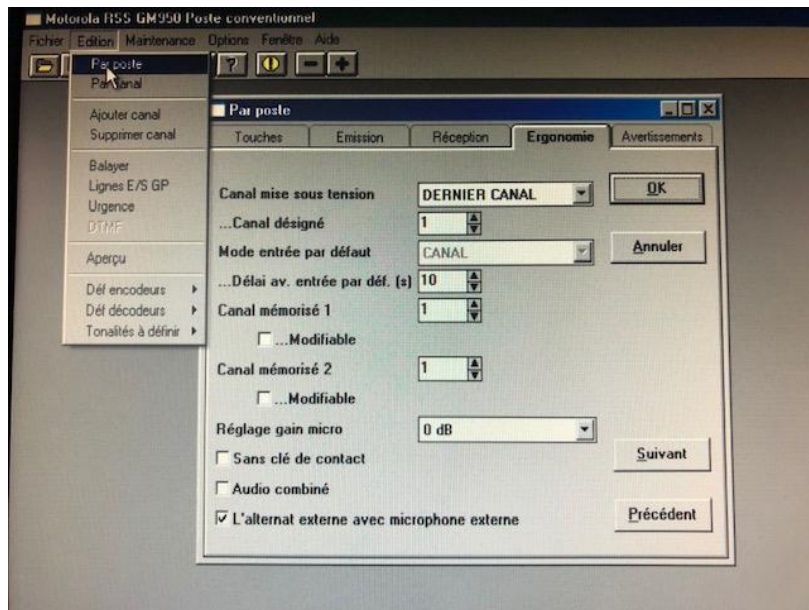 Motorola RSS GM950 Poste conventionnel
Fichier Edition Maintenance Options Fenêtre Aide
Par poste
Par canal
Ajouter canal
Supprimer canal
Balayer
Lignes E/S GP
Urgence
DTMF
Aperçu
Déf encodeurs
Déf décodeurs
Tonalités à définir
?
Par poste
Touches Emission Réception Ergonomie Avertissements
Canal mise sous tension DERNIER CANAL OK
...Canal désigné 1
Mode entrée par défaut CANAL Annuler
...Délai av. entrée par déf. (s) 10
Canal mémorisé 1 1
...Modifiable
Canal mémorisé 2 1
...Modifiable
Réglage gain micro 0 dB
Sans clé de contact Suivant
Audio combiné
L'alternat externe avec microphone externe Précédent